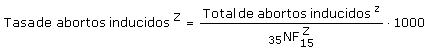 Tasa de abortos inducidos ᶻ = Total de abortos inducidos ᶻ / ₃₅NF₁₅ᶻ · 1000